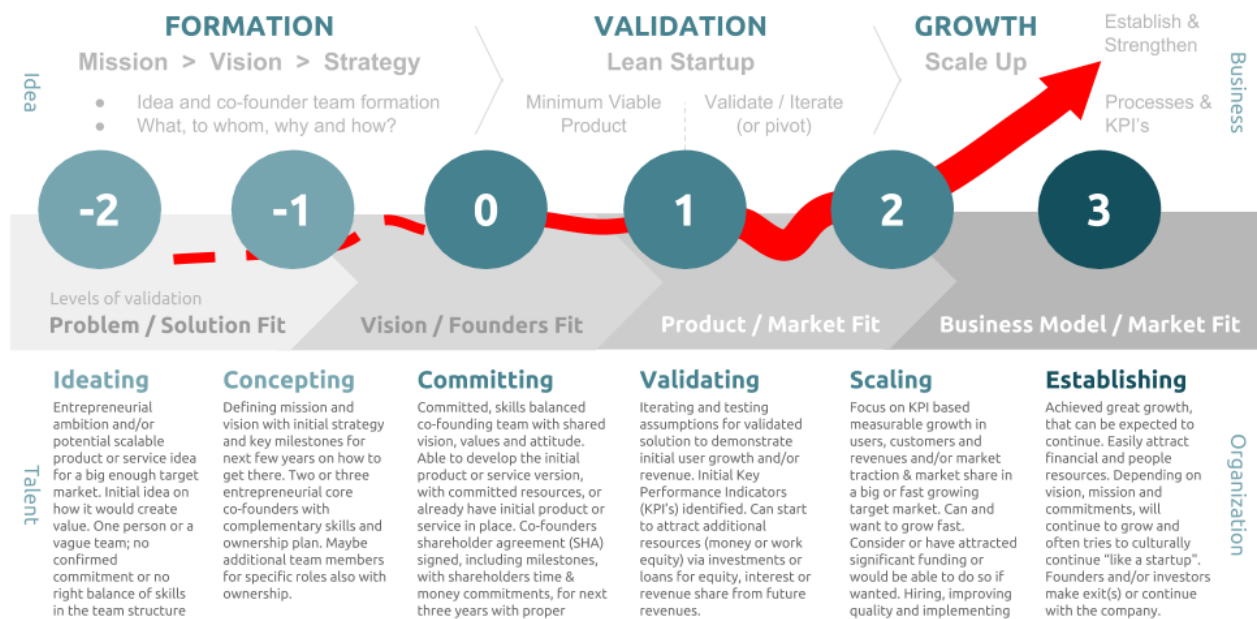 FORMATION
Mission > Vision > Strategy
● Idea and co-founder team formation
● What, to whom, why and how?
VALIDATION
Lean Startup
Minimum Viable
Product
Validate / Iterate
(or pivot)
GROWTH
Scale Up
Establish &
Strengthen
Processes &
KPI's
Idea
Business
-2
-1
0
1
2
3
Levels of validation
Problem / Solution Fit
Vision / Founders Fit
Product / Market Fit
Business Model / Market Fit
Talent
Ideating
Entrepreneurial
ambition and/or
potential scalable
product or service idea
for a big enough target
market. Initial idea on
how it would create
value. One person or a
vague team; no
confirmed
commitment or no
right balance of skills
in the team structure
Concepting
Defining mission and
vision with initial strategy
and key milestones for
next few years on how to
get there. Two or three
entrepreneurial core
co-founders with
complementary skills and
ownership plan. Maybe
additional team members
for specific roles also with
ownership.
Committing
Committed, skills balanced
co-founding team with shared
vision, values and attitude.
Able to develop the initial
product or service version,
with committed resources, or
already have initial product or
service in place. Co-founders
shareholder agreement (SHA)
signed, including milestones,
with shareholders time &
money commitments, for next
three years with proper
Validating
Iterating and testing
assumptions for validated
solution to demonstrate
initial user growth and/or
revenue. Initial Key
Performance Indicators
(KPI's) identified. Can start
to attract additional
resources (money or work
equity) via investments or
loans for equity, interest or
revenue share from future
revenues.
Scaling
Focus on KPI based
measurable growth in
users, customers and
revenues and/or market
traction & market share in
a big or fast growing
target market. Can and
want to grow fast.
Consider or have attracted
significant funding or
would be able to do so if
wanted. Hiring, improving
quality and implementing
Establishing
Achieved great growth,
that can be expected to
continue. Easily attract
financial and people
resources. Depending on
vision, mission and
commitments, will
continue to grow and
often tries to culturally
continue "like a startup".
Founders and/or investors
make exit(s) or continue
with the company.
Organization